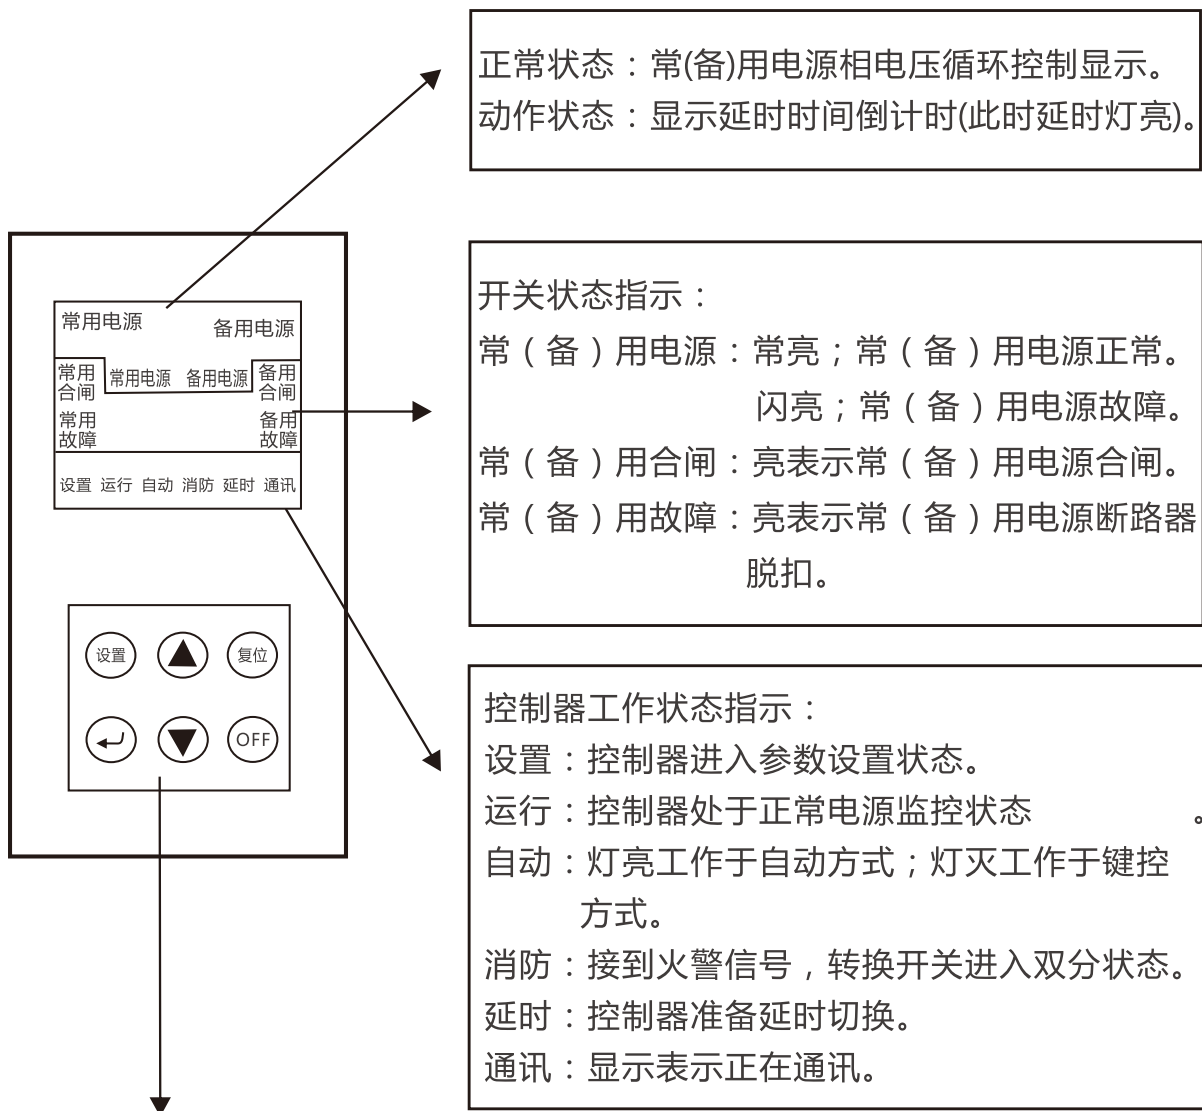 正常状态：常(备)用电源相电压循环控制显示。
动作状态：显示延时时间倒计时(此时延时灯亮)。
常用电源 备用电源
常用合闸 常用电源 备用电源 备用合闸
常用故障 备用故障
设置 运行 自动 消防 延时 通讯
设置 复位
OFF
开关状态指示：
常（备）用电源：常亮；常（备）用电源正常。
闪亮；常（备）用电源故障。
常（备）用合闸：亮表示常（备）用电源合闸。
常（备）用故障：亮表示常（备）用电源断路器
脱扣。
控制器工作状态指示：
设置：控制器进入参数设置状态。
运行：控制器处于正常电源监控状态 。
自动：灯亮工作于自动方式；灯灭工作于键控
方式。
消防：接到火警信号，转换开关进入双分状态。
延时：控制器准备延时切换。
通讯：显示表示正在通讯。